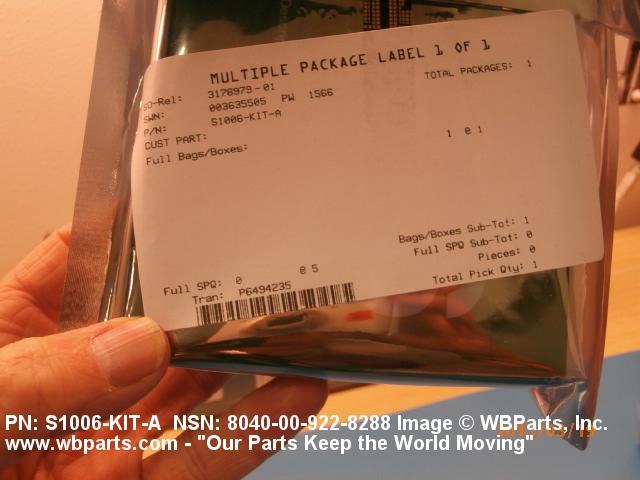 MULTIPLE PACKAGE LABEL 1 OF 1
SO-Rel: 3178979-01 TOTAL PACKAGES: 1
SWN: 003635505 PW 1566
P/N: S1006-KIT-A
CUST PART:
Full Bags/Boxes: 1 @ 1
Bags/Boxes Sub-Tot: 1
Full SPQ: 0 @ 5 Full SPQ Sub-Tot: 0
Tran: P6494235 Pieces: 0
Total Pick Qty: 1
PN: S1006-KIT-A NSN: 8040-00-922-8288 Image © WBParts, Inc.
www.wbparts.com - "Our Parts Keep the World Moving"